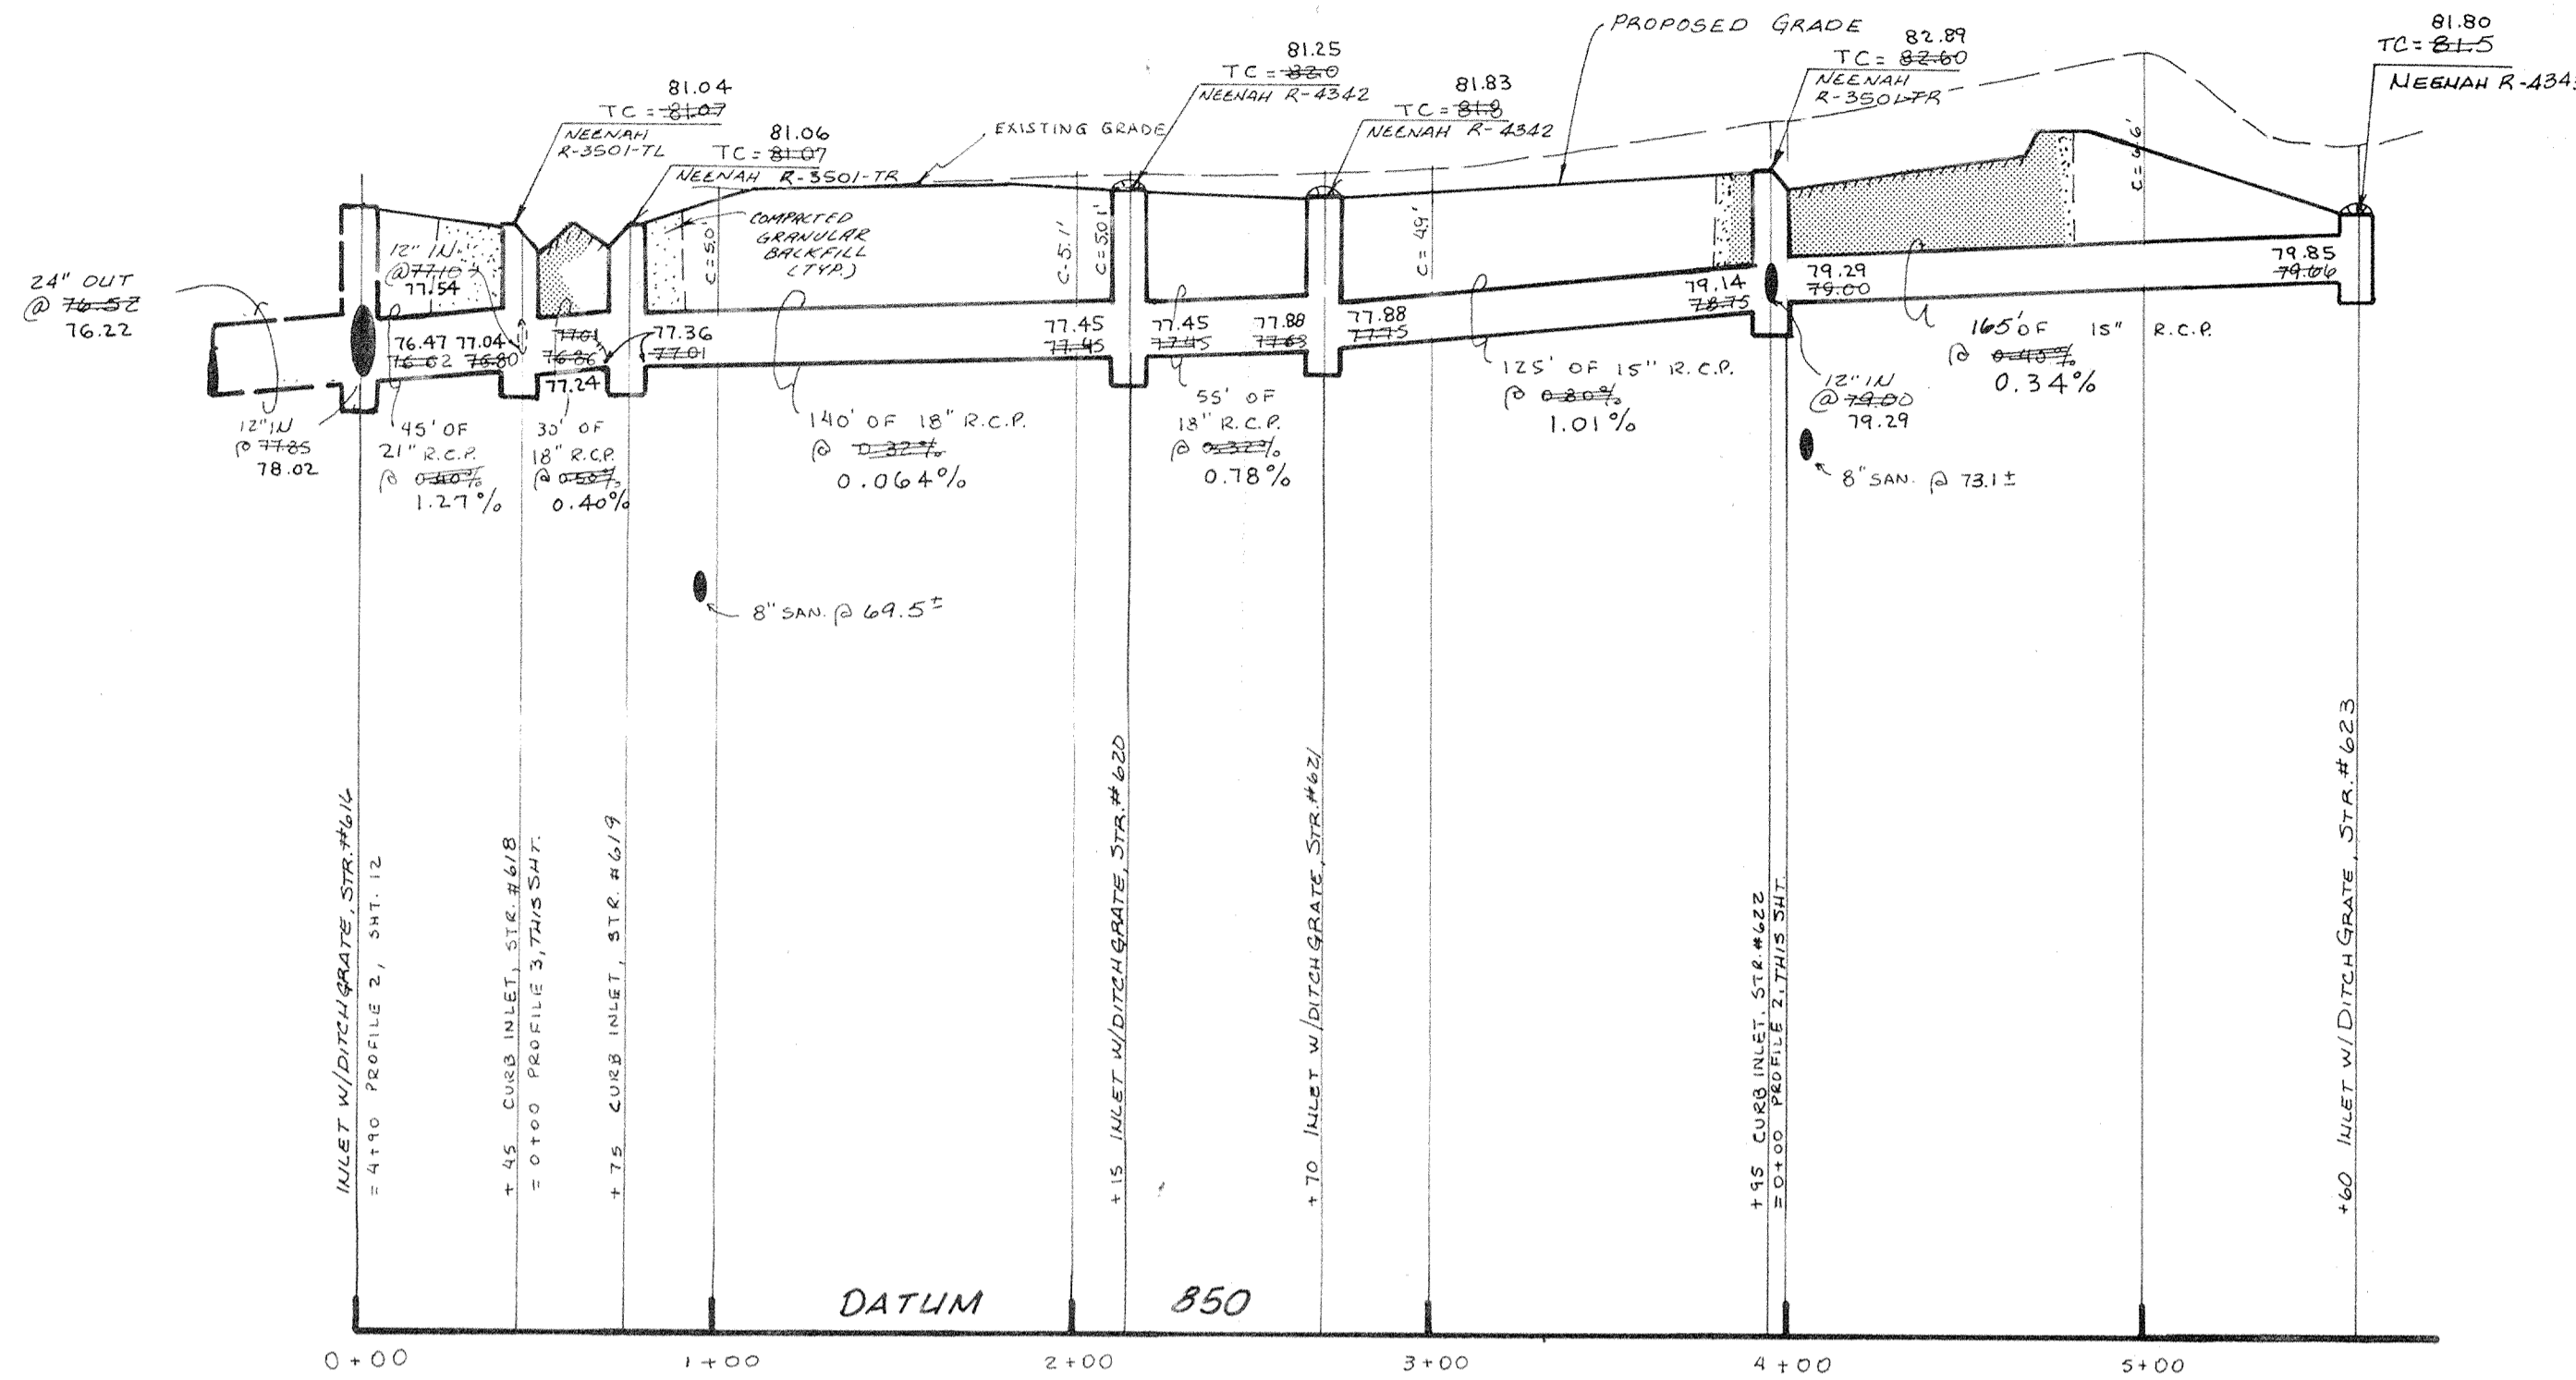 81.04
TC = 81.07
NEENAH
R-3501-TL
81.06
TC = 81.07
NEENAH R-3501-TR
EXISTING GRADE
81.25
TC = 82.0
NEENAH R-4342
81.83
TC = 81.8
NEENAH R-4342
PROPOSED GRADE
82.89
TC = 82.60
NEENAH
R-3501-TR
81.80
TC = 81.5
NEENAH R-434
COMPACTED
GRANULAR
BACKFILL
(TYP.)
12" IN
@ 77.10
77.54
24" OUT
@ 76.52
76.22
C=5.0'
C-5.1'
C=5.01'
C=4.9'
76.47 77.04
76.62 76.80
77.01
76.86
77.24
77.36
77.01
77.45
77.45
77.45
77.45
77.88
77.63
77.88
77.75
79.14
78.75
79.29
79.00
79.85
79.66
12" IN
@ 77.85
78.02
45' OF
21" R.C.P.
@ 0.40%
1.27%
30' OF
18" R.C.P.
@ 0.50%
0.40%
140' OF 18" R.C.P.
@ 0.32%
0.064%
55' OF
18" R.C.P.
@ 0.32%
0.78%
125' OF 15" R.C.P.
@ 0.80%
1.01%
12" IN
@ 79.00
79.29
165' OF 15" R.C.P.
@ 0.40%
0.34%
8" SAN. @ 73.1±
8" SAN. @ 69.5±
INLET W/DITCH GRATE, STR.#616
= 4+90 PROFILE 2, SHT. 12
+45 CURB INLET, STR.#618
= 0+00 PROFILE 3, THIS SHT.
+75 CURB INLET, STR.#619
+15 INLET W/DITCH GRATE, STR.#620
+70 INLET W/DITCH GRATE, STR.#621
+95 CURB INLET, STR.#622
= 0+00 PROFILE 2, THIS SHT.
+60 INLET W/DITCH GRATE, STR.#623
DATUM 850
0+00 1+00 2+00 3+00 4+00 5+00